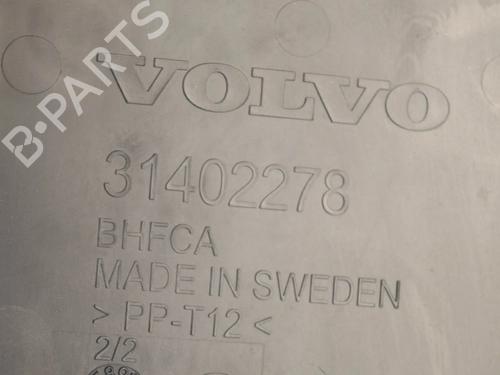 B-PARTS
VOLVO
31402278
BHFCA
MADE IN SWEDEN
> PP-T12 <
2/2